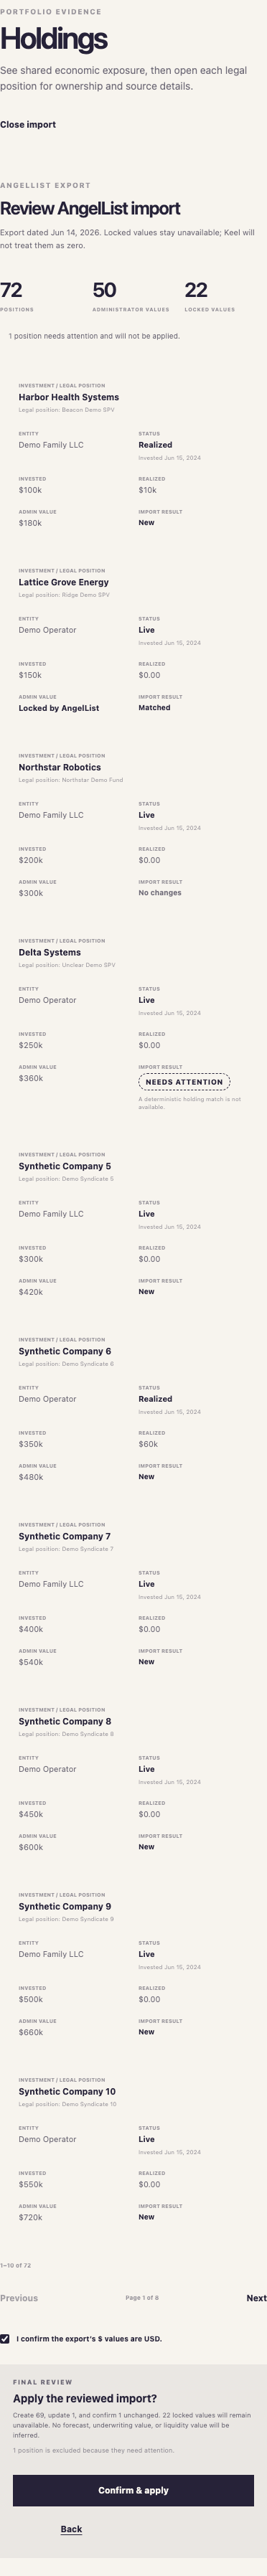 PORTFOLIO EVIDENCE
Holdings
See shared economic exposure, then open each legal
position for ownership and source details.
Close import
ANGELLIST EXPORT
Review AngelList import
Export dated Jun 14, 2026. Locked values stay unavailable; Keel will
not treat them as zero.
72 50 22
POSITIONS ADMINISTRATOR VALUES LOCKED VALUES
1 position needs attention and will not be applied.
INVESTMENT / LEGAL POSITION
Harbor Health Systems
Legal position: Beacon Demo SPV
ENTITY STATUS
Demo Family LLC Realized
Invested Jun 15, 2024
INVESTED REALIZED
$100k $10k
ADMIN VALUE IMPORT RESULT
$180k New
INVESTMENT / LEGAL POSITION
Lattice Grove Energy
Legal position: Ridge Demo SPV
ENTITY STATUS
Demo Operator Live
Invested Jun 15, 2024
INVESTED REALIZED
$150k $0.00
ADMIN VALUE IMPORT RESULT
Locked by AngelList Matched
INVESTMENT / LEGAL POSITION
Northstar Robotics
Legal position: Northstar Demo Fund
ENTITY STATUS
Demo Family LLC Live
Invested Jun 15, 2024
INVESTED REALIZED
$200k $0.00
ADMIN VALUE IMPORT RESULT
$300k No changes
INVESTMENT / LEGAL POSITION
Delta Systems
Legal position: Unclear Demo SPV
ENTITY STATUS
Demo Operator Live
Invested Jun 15, 2024
INVESTED REALIZED
$250k $0.00
ADMIN VALUE IMPORT RESULT
$360k NEEDS ATTENTION
A deterministic holding match is not
available.
INVESTMENT / LEGAL POSITION
Synthetic Company 5
Legal position: Demo Syndicate 5
ENTITY STATUS
Demo Family LLC Live
Invested Jun 15, 2024
INVESTED REALIZED
$300k $0.00
ADMIN VALUE IMPORT RESULT
$420k New
INVESTMENT / LEGAL POSITION
Synthetic Company 6
Legal position: Demo Syndicate 6
ENTITY STATUS
Demo Operator Realized
Invested Jun 15, 2024
INVESTED REALIZED
$350k $60k
ADMIN VALUE IMPORT RESULT
$480k New
INVESTMENT / LEGAL POSITION
Synthetic Company 7
Legal position: Demo Syndicate 7
ENTITY STATUS
Demo Family LLC Live
Invested Jun 15, 2024
INVESTED REALIZED
$400k $0.00
ADMIN VALUE IMPORT RESULT
$540k New
INVESTMENT / LEGAL POSITION
Synthetic Company 8
Legal position: Demo Syndicate 8
ENTITY STATUS
Demo Operator Live
Invested Jun 15, 2024
INVESTED REALIZED
$450k $0.00
ADMIN VALUE IMPORT RESULT
$600k New
INVESTMENT / LEGAL POSITION
Synthetic Company 9
Legal position: Demo Syndicate 9
ENTITY STATUS
Demo Family LLC Live
Invested Jun 15, 2024
INVESTED REALIZED
$500k $0.00
ADMIN VALUE IMPORT RESULT
$660k New
INVESTMENT / LEGAL POSITION
Synthetic Company 10
Legal position: Demo Syndicate 10
ENTITY STATUS
Demo Operator Live
Invested Jun 15, 2024
INVESTED REALIZED
$550k $0.00
ADMIN VALUE IMPORT RESULT
$720k New
1–10 of 72
Previous Page 1 of 8 Next
I confirm the export's $ values are USD.
FINAL REVIEW
Apply the reviewed import?
Create 69, update 1, and confirm 1 unchanged. 22 locked values will remain
unavailable. No forecast, underwriting value, or liquidity value will be
inferred.
1 position is excluded because they need attention.
Confirm & apply
Back